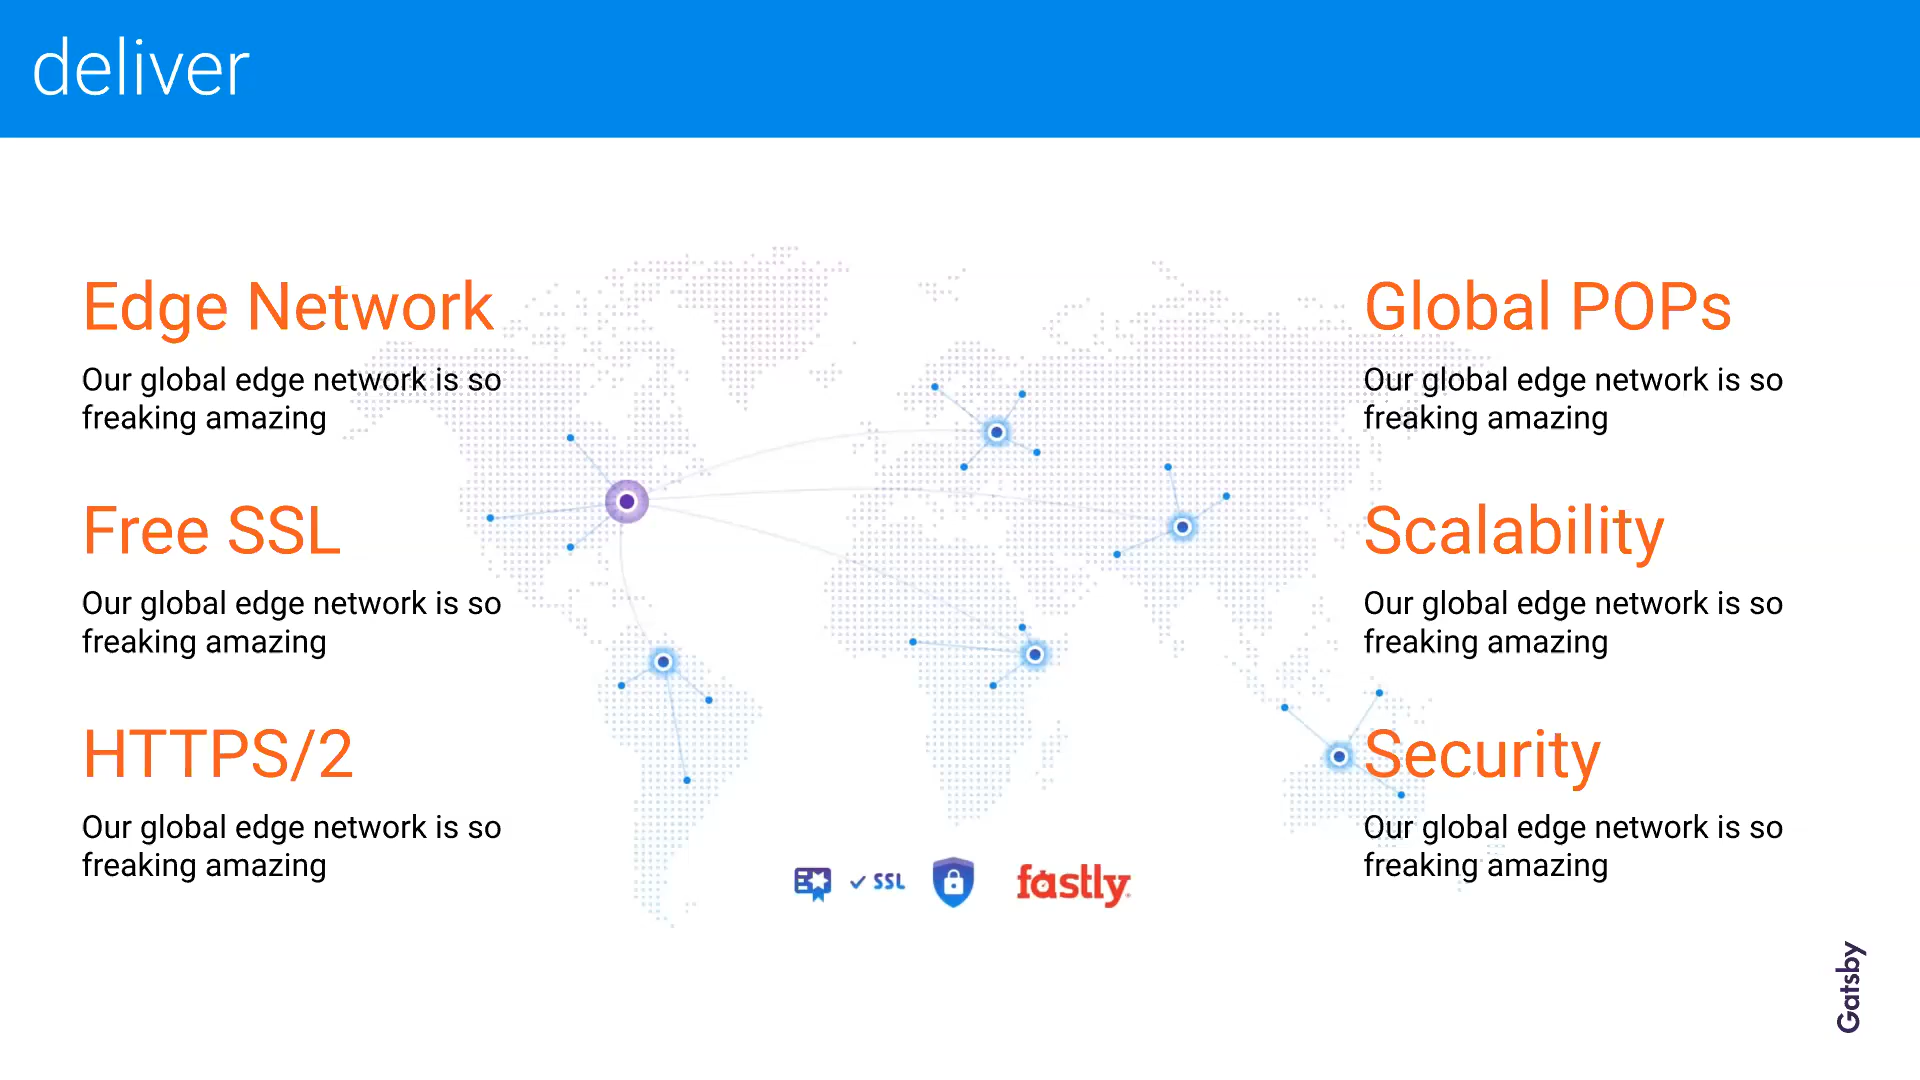 deliver
Edge Network
Our global edge network is so
freaking amazing
Free SSL
Our global edge network is so
freaking amazing
HTTPS/2
Our global edge network is so
freaking amazing
Global POPs
Our global edge network is so
freaking amazing
Scalability
Our global edge network is so
freaking amazing
Security
Our global edge network is so
freaking amazing
SSL
fastly
Gatsby